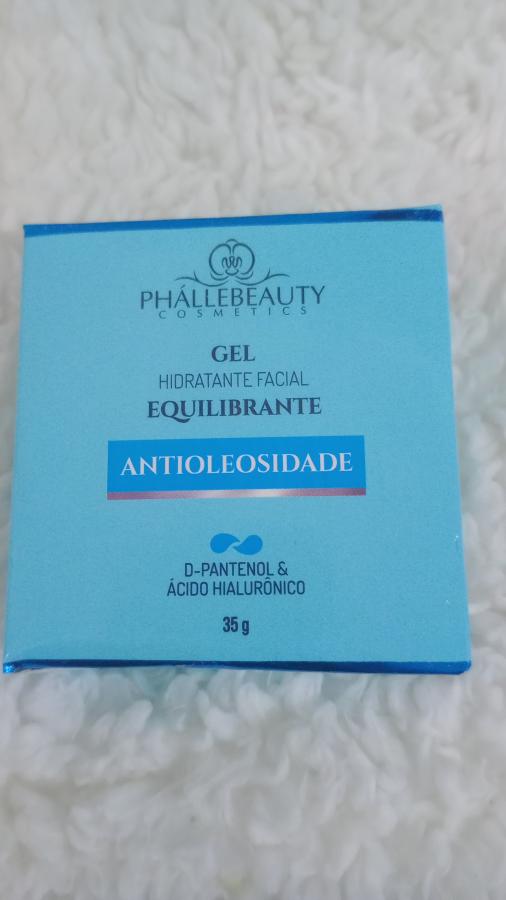 PHÁLLEBEAUTY
COSMETICS
GEL
HIDRATANTE FACIAL
EQUILIBRANTE
ANTIOLEOSIDADE
D-PANTENOL &
ÁCIDO HIALURÔNICO
35 g